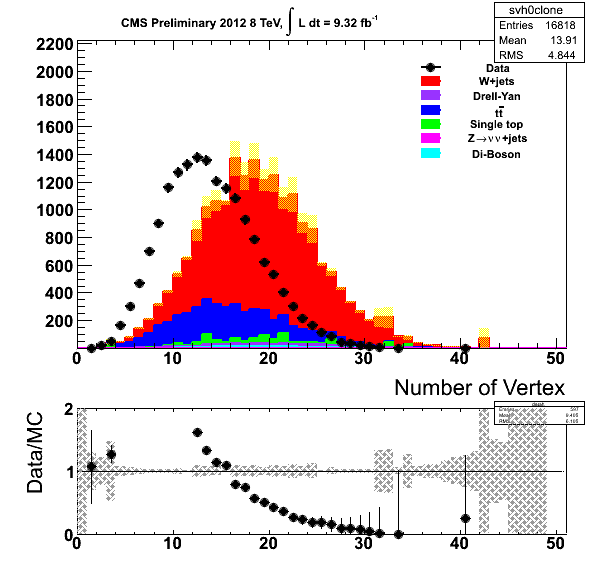 CMS Preliminary 2012 8 TeV, ∫ L dt = 9.32 fb⁻¹
svh0clone
Entries 16818
Mean 13.91
RMS 4.844
2200
2000
1800
1600
1400
1200
1000
800
600
400
200
Data
W+jets
Drell-Yan
tt̅
Single top
Z→νν+jets
Di-Boson
0 10 20 30 40 50
Number of Vertex
Data/MC
2
1
0
0 10 20 30 40 50